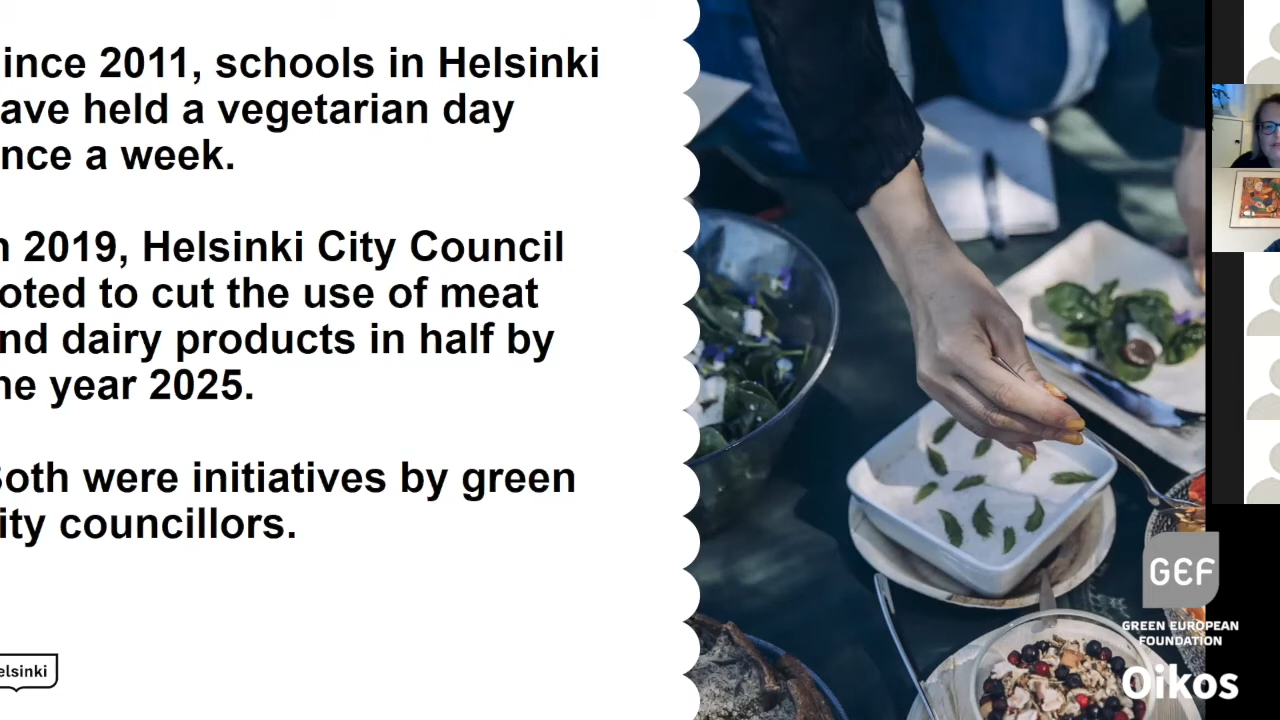 ince 2011, schools in Helsinki
ave held a vegetarian day
nce a week.
n 2019, Helsinki City Council
oted to cut the use of meat
nd dairy products in half by
he year 2025.
Both were initiatives by green
ity councillors.
elsinki
GEF
GREEN EUROPEAN
FOUNDATION
Oikos